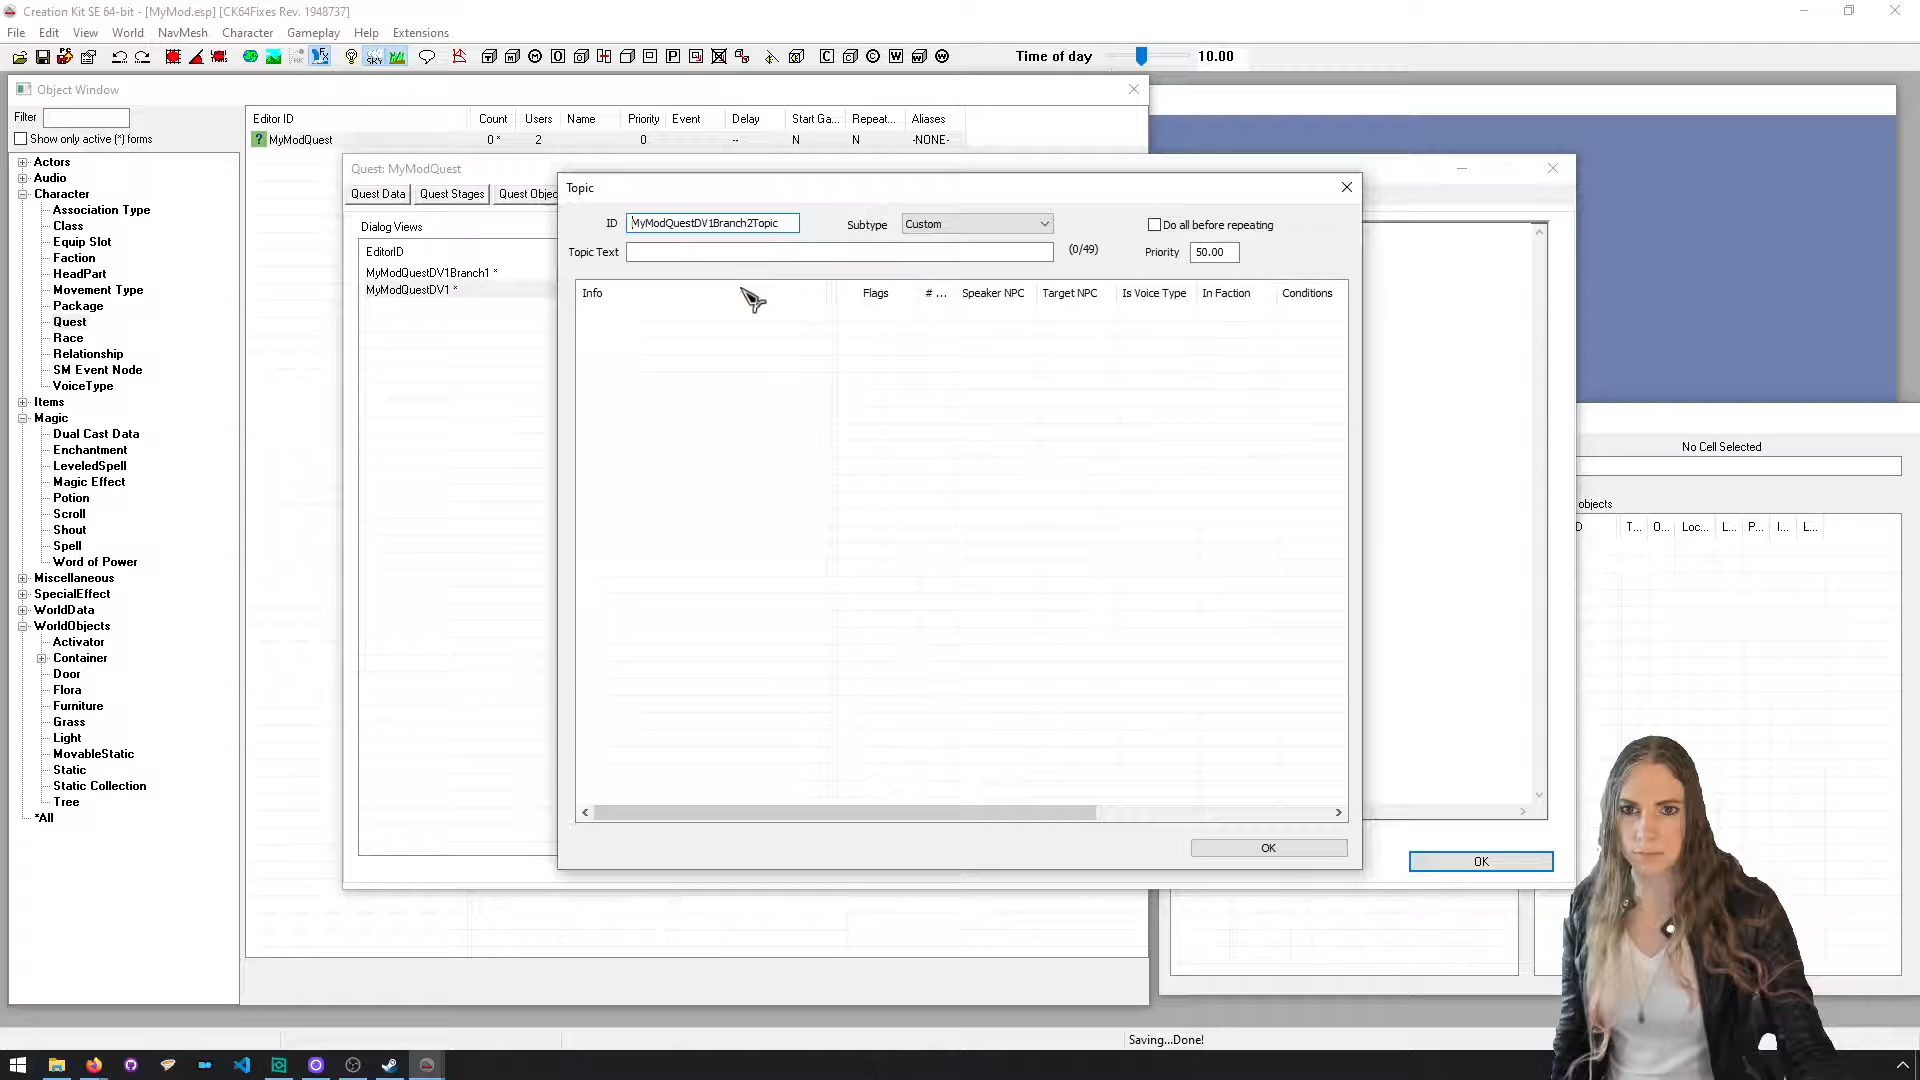 Creation Kit SE 64-bit - [MyMod.esp] [CK64Fixes Rev. 1948737]
File Edit View World NavMesh Character Gameplay Help Extensions
Time of day 10.00
Object Window
Filter
Show only active (*) forms
Actors
Audio
Character
Association Type
Class
Equip Slot
Faction
HeadPart
Movement Type
Package
Quest
Race
Relationship
SM Event Node
VoiceType
Items
Magic
Dual Cast Data
Enchantment
LeveledSpell
Magic Effect
Potion
Scroll
Shout
Spell
Word of Power
Miscellaneous
SpecialEffect
WorldData
WorldObjects
Activator
Container
Door
Flora
Furniture
Grass
Light
MovableStatic
Static
Static Collection
Tree
*All
Editor ID Count Users Name Priority Event Delay Start Ga... Repeat... Aliases
MyModQuest 0 * 2 0 -- N N -NONE-
Quest: MyModQuest
Quest Data Quest Stages Quest Objec
Dialog Views
EditorID
MyModQuestDV1Branch1 *
MyModQuestDV1 *
Topic
ID MyModQuestDV1Branch2Topic Subtype Custom Do all before repeating
Topic Text (0/49) Priority 50.00
Info Flags # ... Speaker NPC Target NPC Is Voice Type In Faction Conditions
OK
OK
No Cell Selected
objects
D T... O... Loc... L... P... I... L...
Saving...Done!